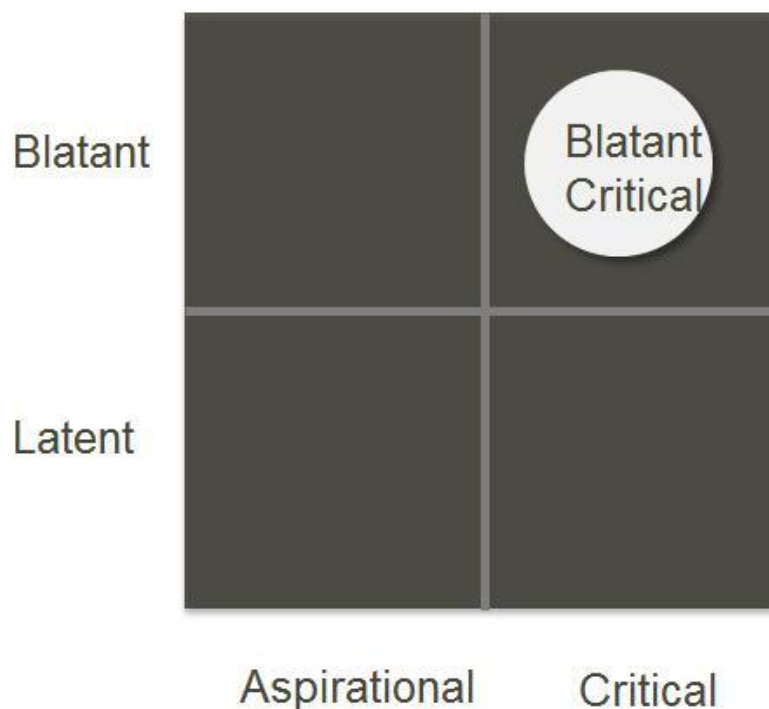 Blatant
Blatant
Critical
Latent
Aspirational
Critical